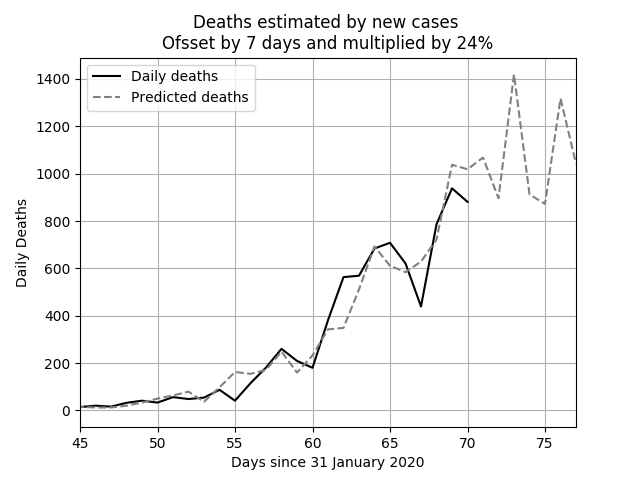 Deaths estimated by new cases
Ofsset by 7 days and multiplied by 24%
Daily deaths
Predicted deaths
1400
1200
1000
800
600
400
200
0
Daily Deaths
45
50
55
60
65
70
75
Days since 31 January 2020